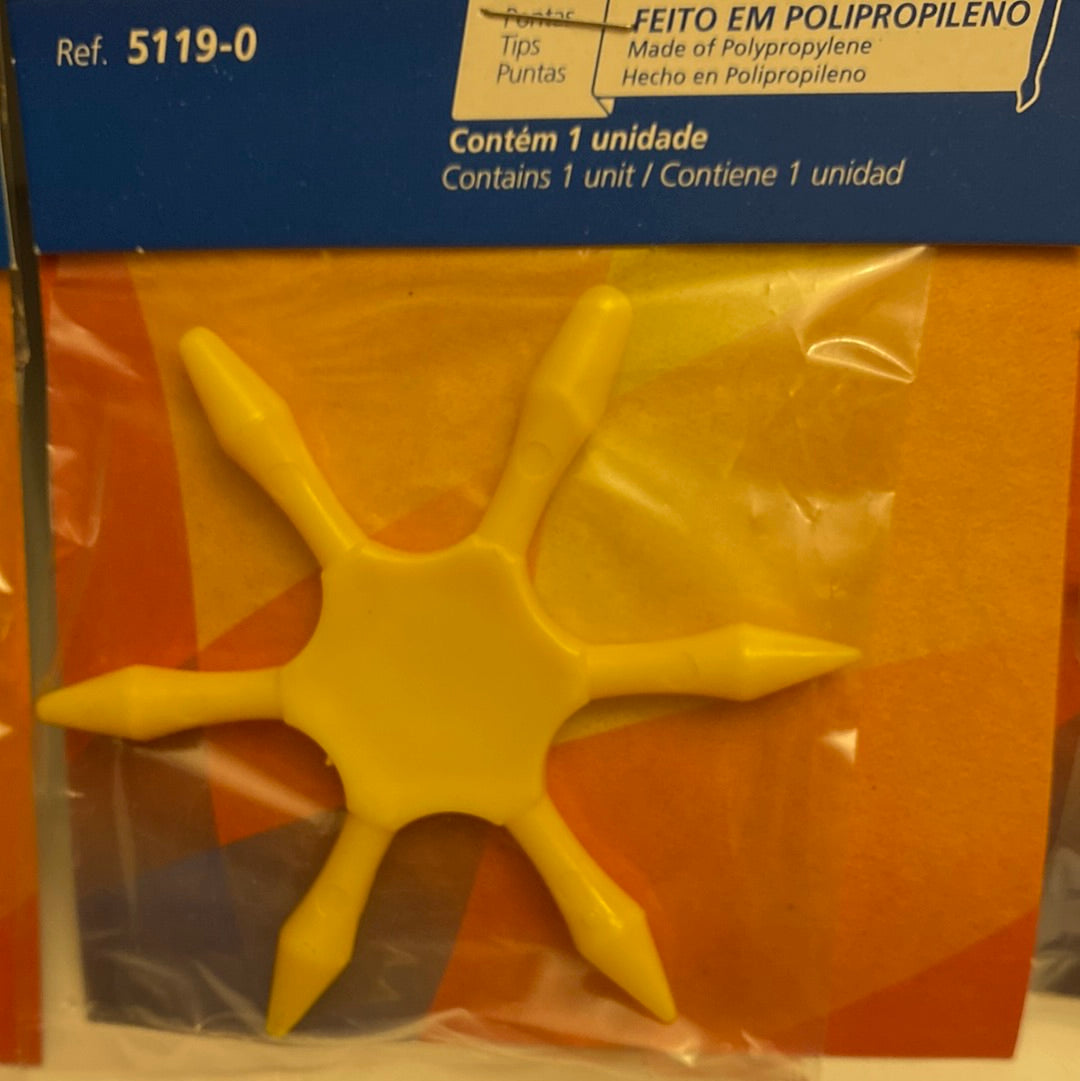 Ref. 5119-0
Pontas
Tips
Puntas
FEITO EM POLIPROPILENO
Made of Polypropylene
Hecho en Polipropileno
Contém 1 unidade
Contains 1 unit / Contiene 1 unidad